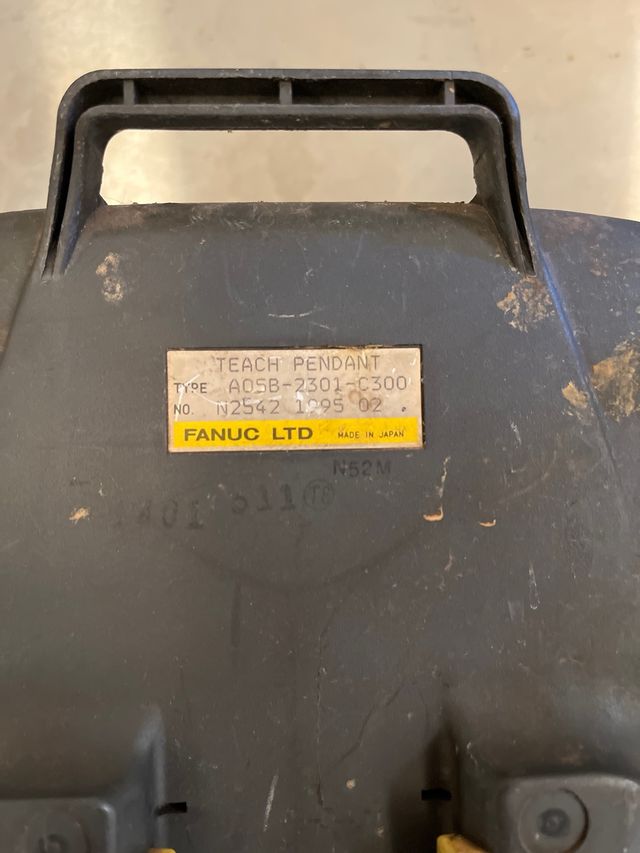 TEACH PENDANT
TYPE A05B-2301-C300
NO. N2542 1995 02 .
FANUC LTD MADE IN JAPAN
N52M